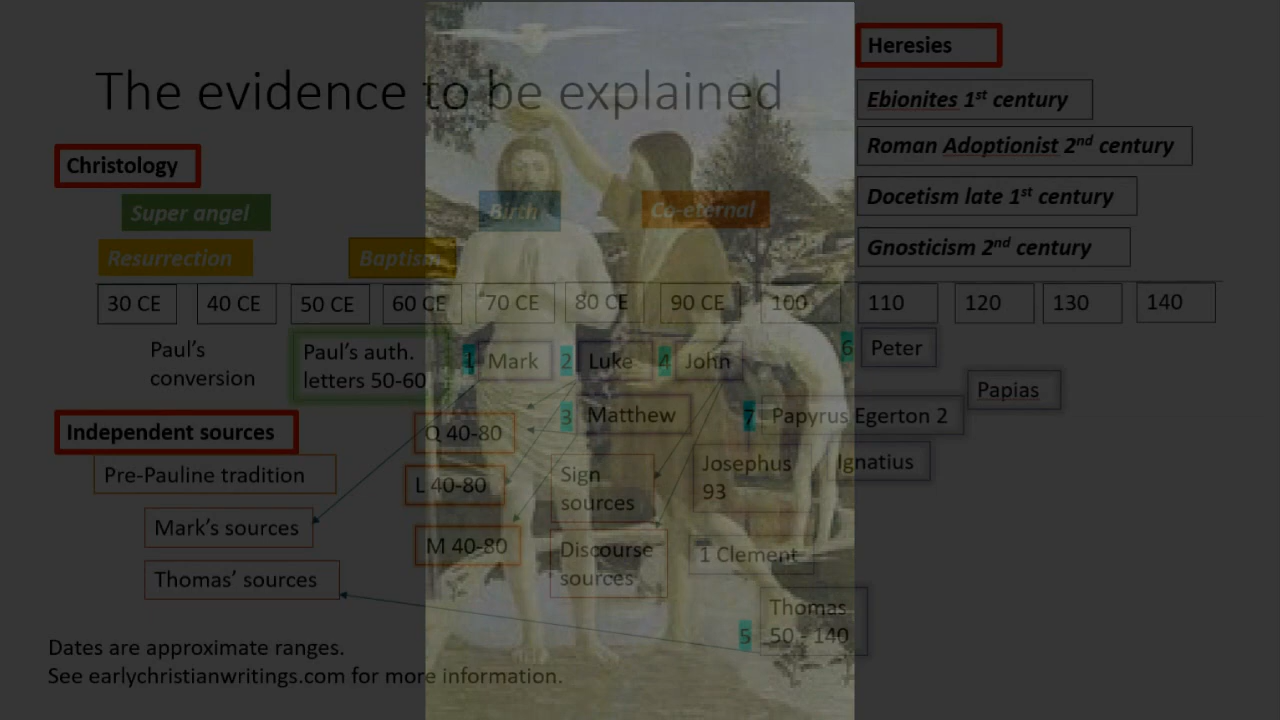 The evidence to be explained
Heresies
Ebionites 1st century
Roman Adoptionist 2nd century
Docetism late 1st century
Gnosticism 2nd century
Christology
Super angel
Birth
Co-eternal
Resurrection
Baptism
30 CE
40 CE
50 CE
60 CE
70 CE
80 CE
90 CE
100
110
120
130
140
Paul's
conversion
Paul's auth.
letters 50-60
1 Mark
2 Luke
4 John
6 Peter
Papias
3 Matthew
7 Papyrus Egerton 2
Independent sources
Q 40-80
Pre-Pauline tradition
L 40-80
Sign
sources
Josephus
93
Ignatius
Mark's sources
M 40-80
Discourse
sources
1 Clement
Thomas' sources
Thomas
5 50 - 140
Dates are approximate ranges.
See earlychristianwritings.com for more information.